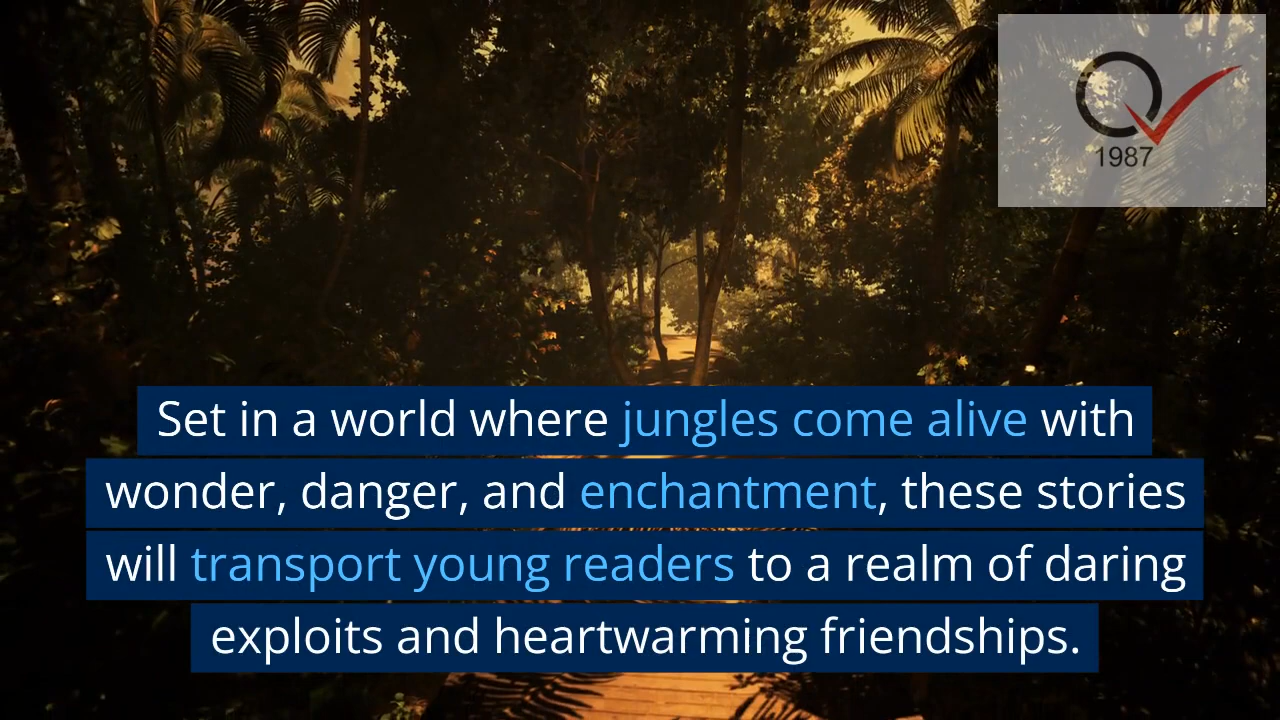 1987
Set in a world where jungles come alive with
wonder, danger, and enchantment, these stories
will transport young readers to a realm of daring
exploits and heartwarming friendships.